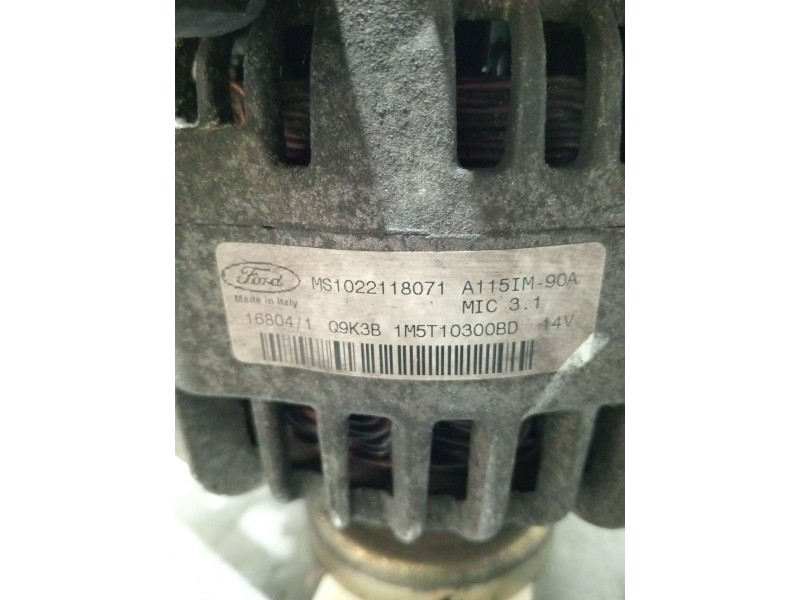 Ford MS1022118071 A115IM-90A
Made in Italy MIC 3.1
16804/1 Q9K3B 1M5T10300BD 14V